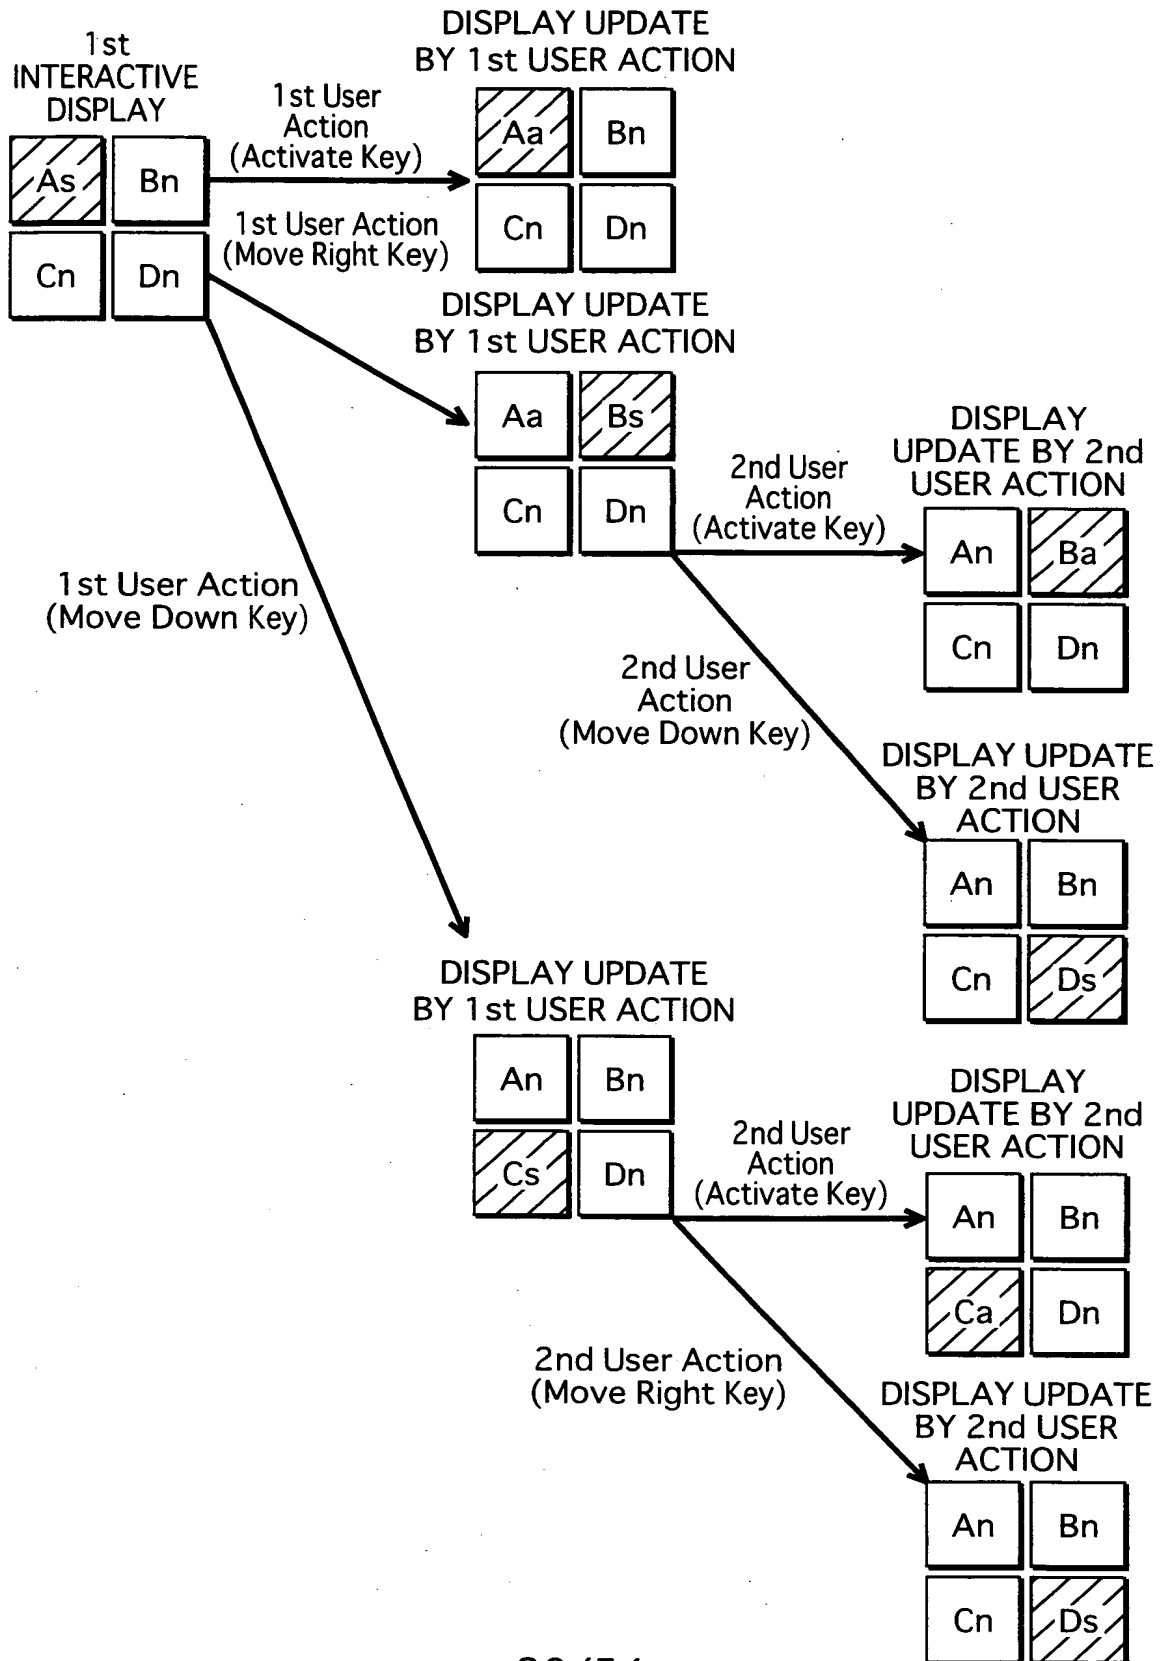 1st
INTERACTIVE
DISPLAY
As
Bn
Cn
Dn
1st User
Action
(Activate Key)
DISPLAY UPDATE
BY 1st USER ACTION
Aa
Bn
Cn
Dn
1st User Action
(Move Right Key)
DISPLAY UPDATE
BY 1st USER ACTION
Aa
Bs
Cn
Dn
2nd User
Action
(Activate Key)
DISPLAY
UPDATE BY 2nd
USER ACTION
An
Ba
Cn
Dn
1st User Action
(Move Down Key)
2nd User
Action
(Move Down Key)
DISPLAY UPDATE
BY 2nd USER
ACTION
An
Bn
Cn
Ds
DISPLAY UPDATE
BY 1st USER ACTION
An
Bn
Cs
Dn
2nd User
Action
(Activate Key)
DISPLAY
UPDATE BY 2nd
USER ACTION
An
Bn
Ca
Dn
2nd User Action
(Move Right Key)
DISPLAY UPDATE
BY 2nd USER
ACTION
An
Bn
Cn
Ds